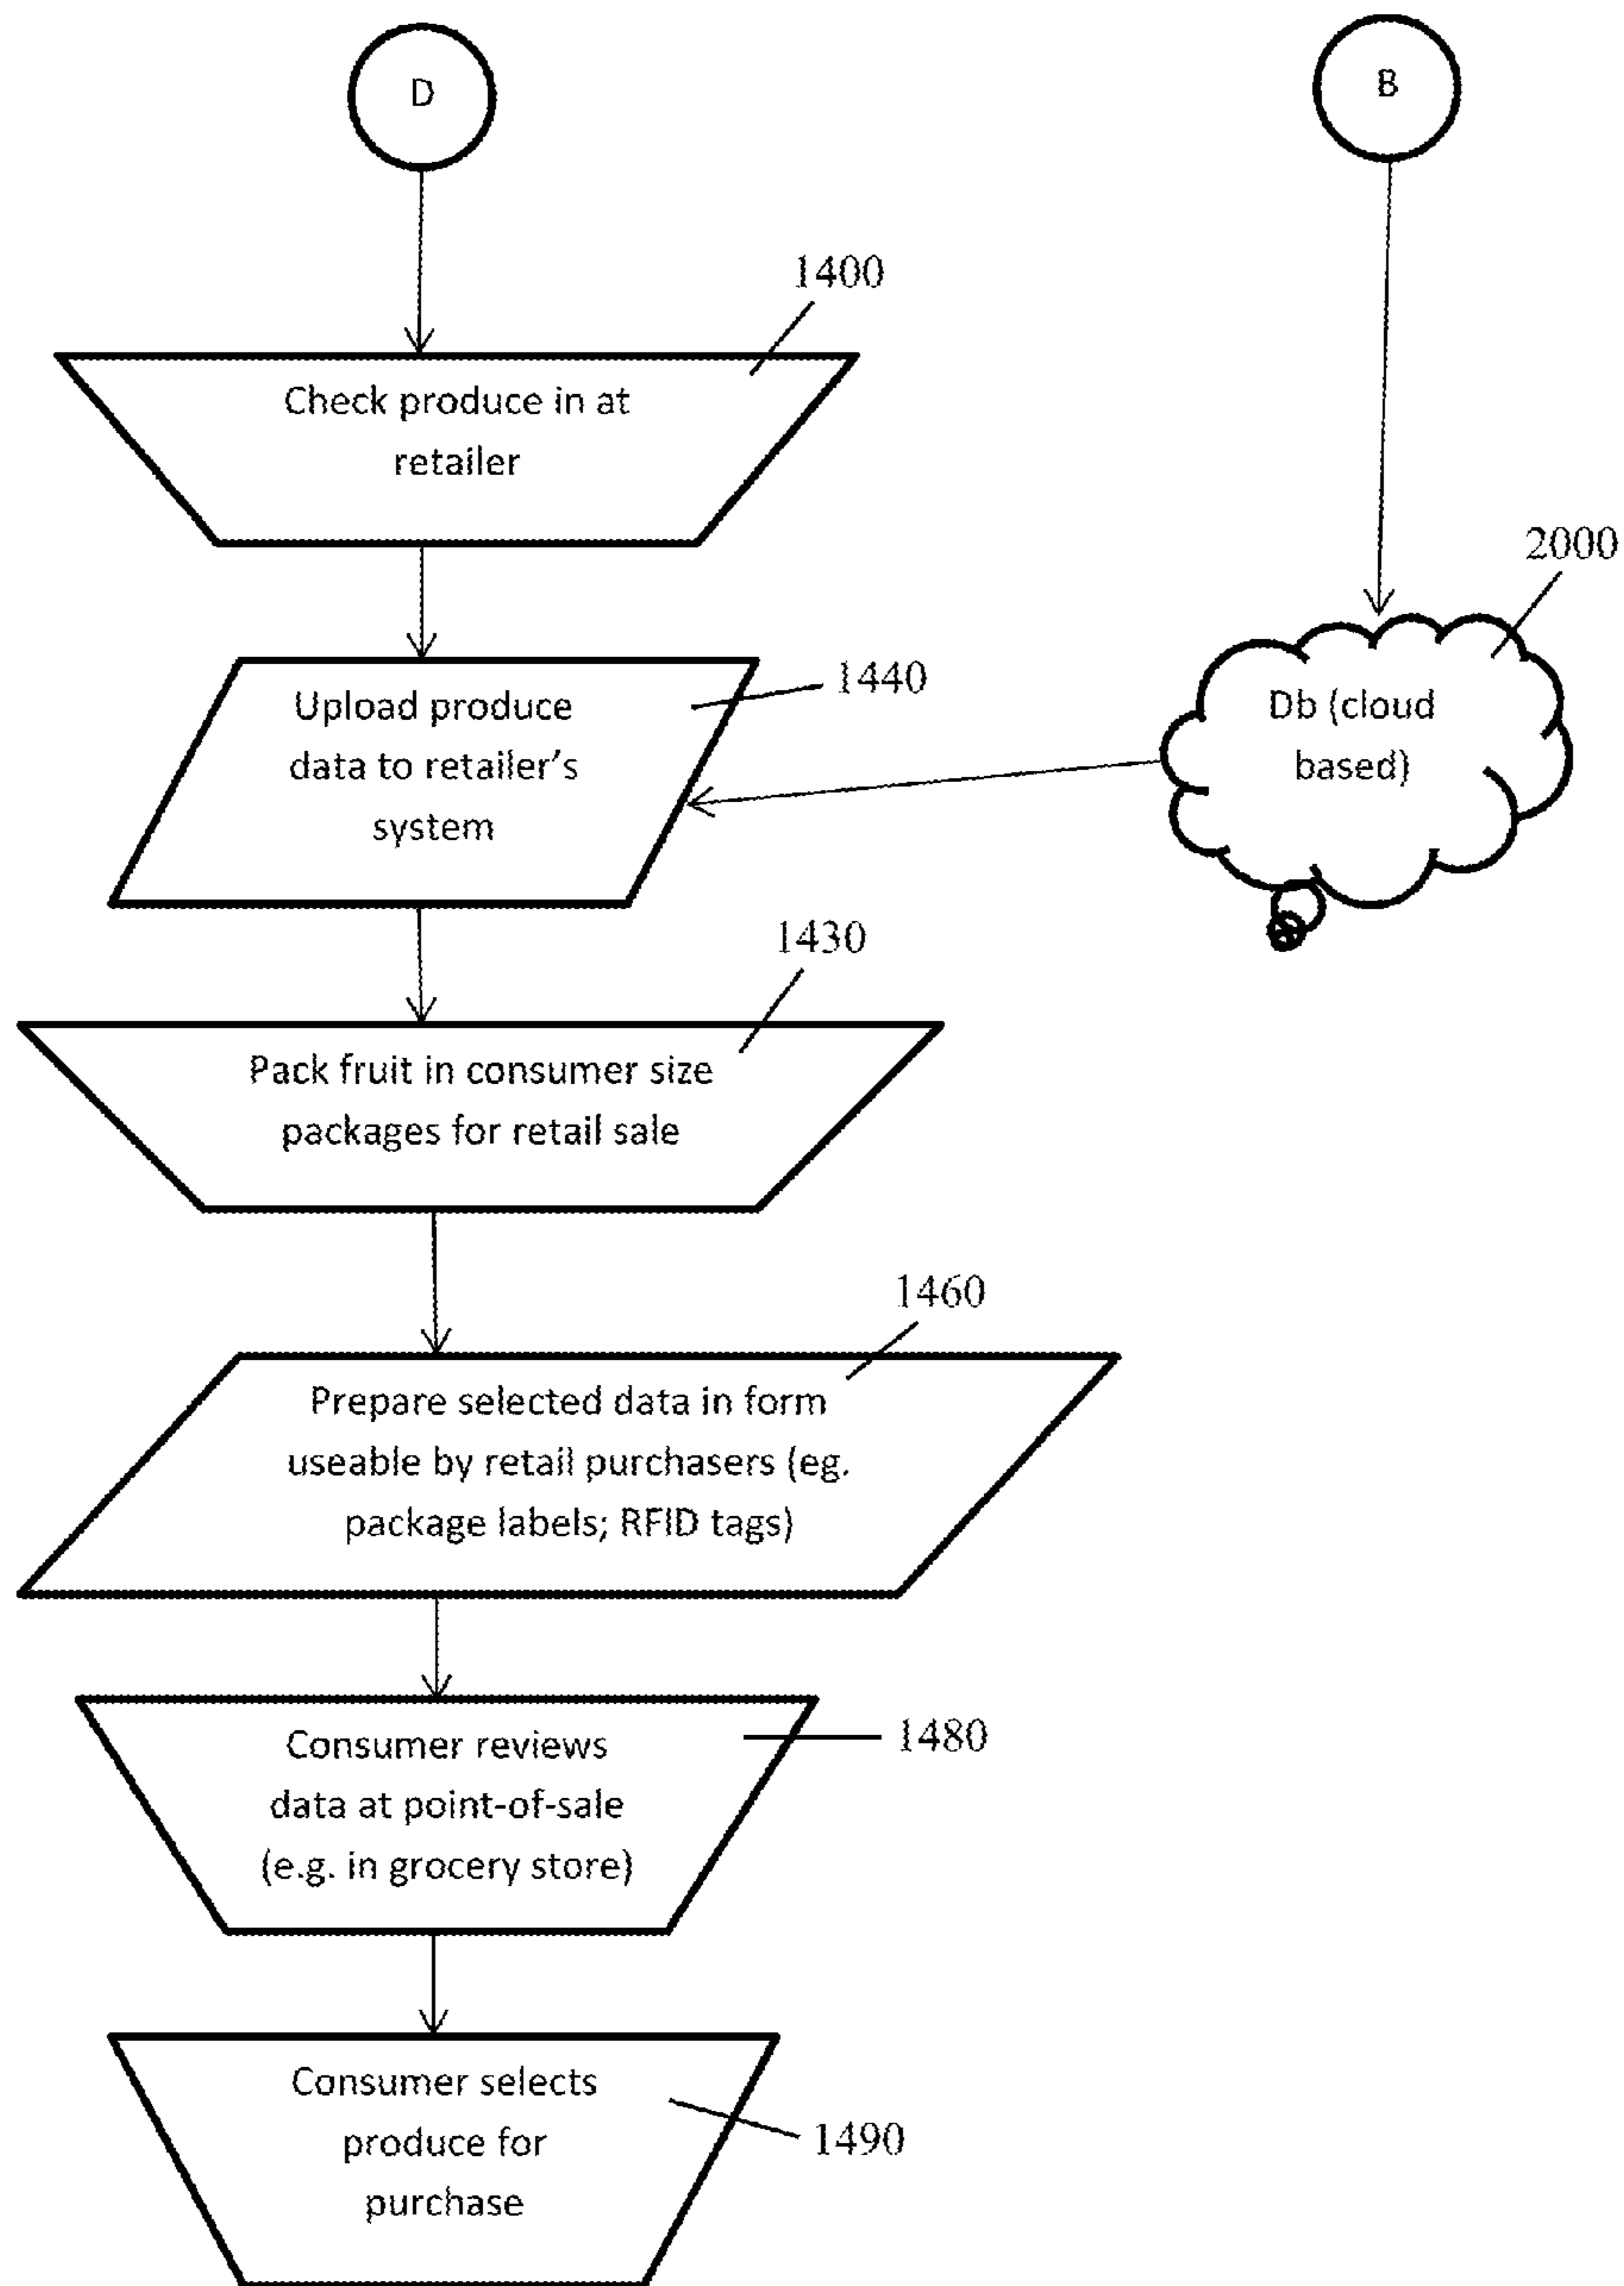 D
B
1400
Check produce in at
retailer
2000
1440
Upload produce
data to retailer's
system
Db (cloud
based)
1430
Pack fruit in consumer size
packages for retail sale
1460
Prepare selected data in form
useable by retail purchasers (eg.
package labels; RFID tags)
1480
Consumer reviews
data at point-of-sale
(e.g. in grocery store)
Consumer selects
produce for
purchase
1490